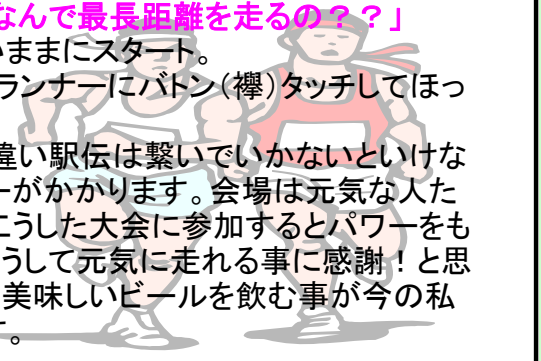 なんで最長距離を走るの？？」
いままにスタート。
ランナーにバトン（襷）タッチしてほっ
違い駅伝は繋いでいかないといけな
ーがかかります。会場は元気な人た
こうした大会に参加するとパワーをも
うして元気に走れる事に感謝！と思
美味しいビールを飲む事が今の私
す。